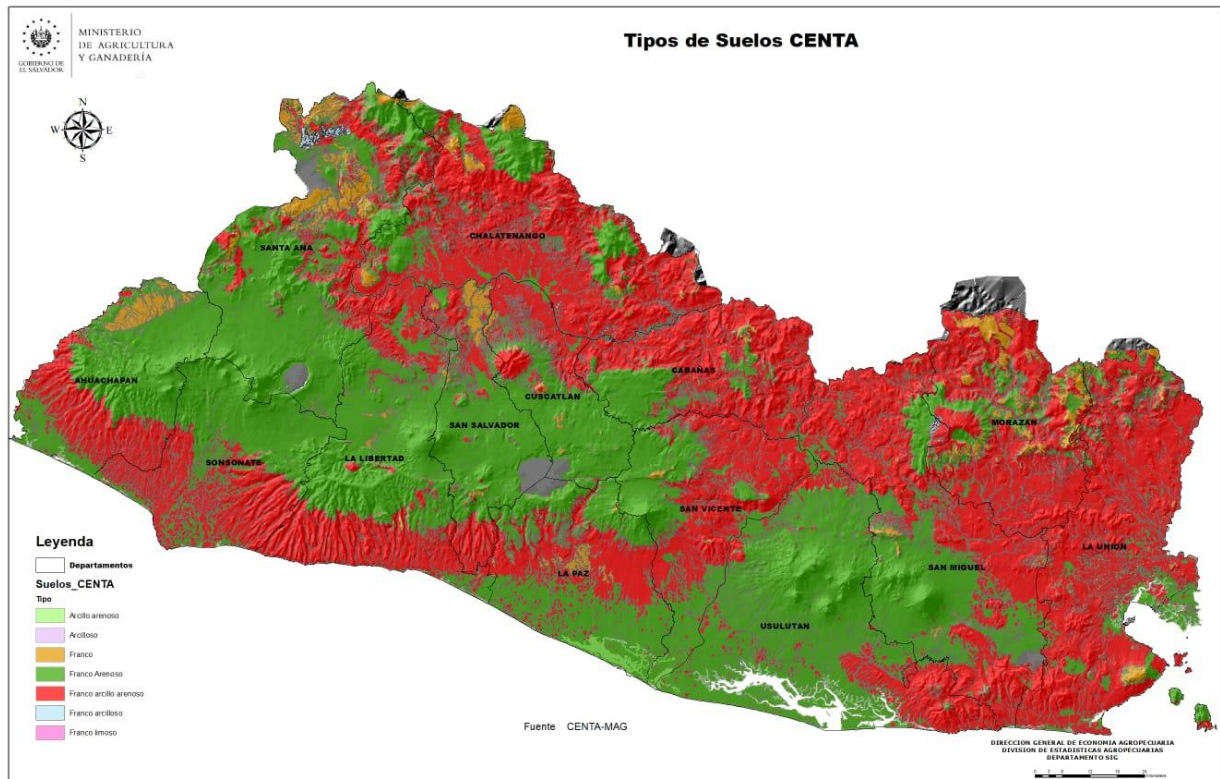 GOBIERNO DE
EL SALVADOR
MINISTERIO
DE AGRICULTURA
Y GANADERÍA
Tipos de Suelos CENTA
N
W E
S
SANTA ANA
CHALATENANGO
AHUACHAPAN
CABAÑAS
CUSCATLAN
SAN SALVADOR
MORAZAN
SONSONATE
LA LIBERTAD
SAN VICENTE
LA UNION
LA PAZ
SAN MIGUEL
USULUTAN
Leyenda
Departamentos
Suelos_CENTA
Tipo
Arcillo arenoso
Arcilloso
Franco
Franco Arenoso
Franco arcillo arenoso
Franco arcilloso
Franco limoso
Fuente CENTA-MAG
DIRECCION GENERAL DE ECONOMIA AGROPECUARIA
DIVISION DE ESTADISTICAS AGROPECUARIAS
DEPARTAMENTO SIG